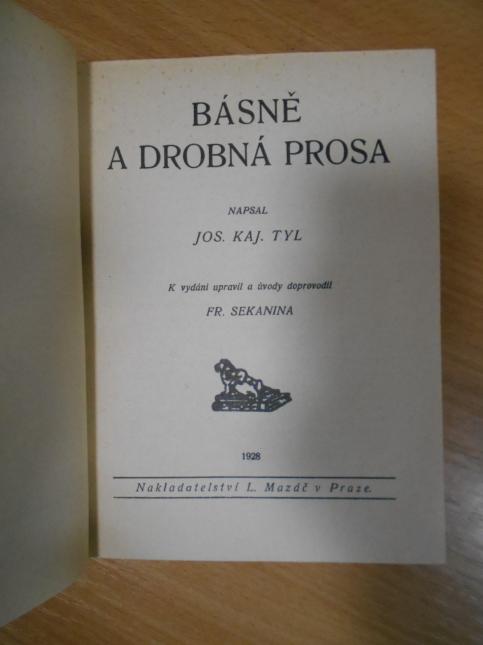 BÁSNĚ
A DROBNÁ PROSA
NAPSAL
JOS. KAJ. TYL
K vydání upravil a úvody doprovodil
FR. SEKANINA
1928
Nakladatelství L. Mazáč v Praze.